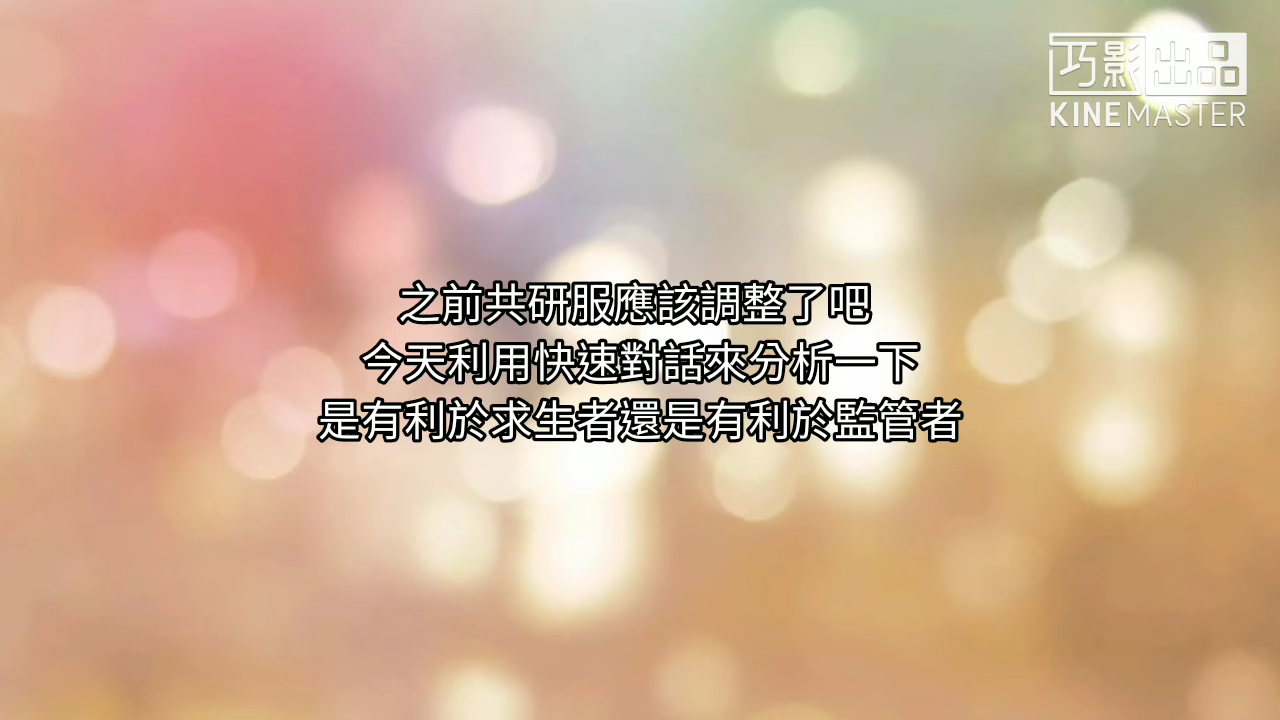 巧影出品
KINEMASTER
之前共研服應該調整了吧
今天利用快速對話來分析一下
是有利於求生者還是有利於監管者